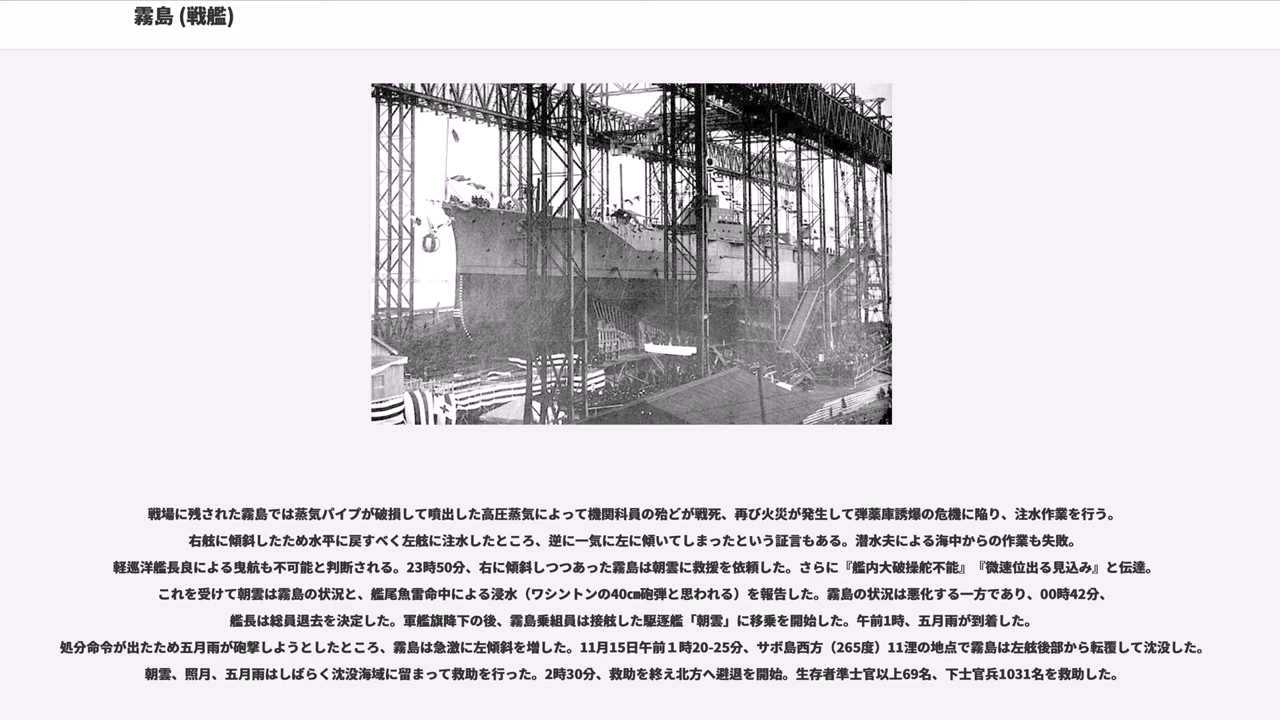 霧島 (戦艦)
戦場に残された霧島では蒸気パイプが破損して噴出した高圧蒸気によって機関科員の殆どが戦死、再び火災が発生して弾薬庫誘爆の危機に陥り、注水作業を行う。
右舷に傾斜したため水平に戻すべく左舷に注水したところ、逆に一気に左に傾いてしまったという証言もある。潜水夫による海中からの作業も失敗。
軽巡洋艦長良による曳航も不可能と判断される。23時50分、右に傾斜しつつあった霧島は朝雲に救援を依頼した。さらに『艦内大破操舵不能』『微速位出る見込み』と伝達。
これを受けて朝雲は霧島の状況と、艦尾魚雷命中による浸水（ワシントンの40㎝砲弾と思われる）を報告した。霧島の状況は悪化する一方であり、00時42分、
艦長は総員退去を決定した。軍艦旗降下の後、霧島乗組員は接舷した駆逐艦「朝雲」に移乗を開始した。午前1時、五月雨が到着した。
処分命令が出たため五月雨が砲撃しようとしたところ、霧島は急激に左傾斜を増した。11月15日午前１時20-25分、サボ島西方（265度）11浬の地点で霧島は左舷後部から転覆して沈没した。
朝雲、照月、五月雨はしばらく沈没海域に留まって救助を行った。2時30分、救助を終え北方へ避退を開始。生存者準士官以上69名、下士官兵1031名を救助した。